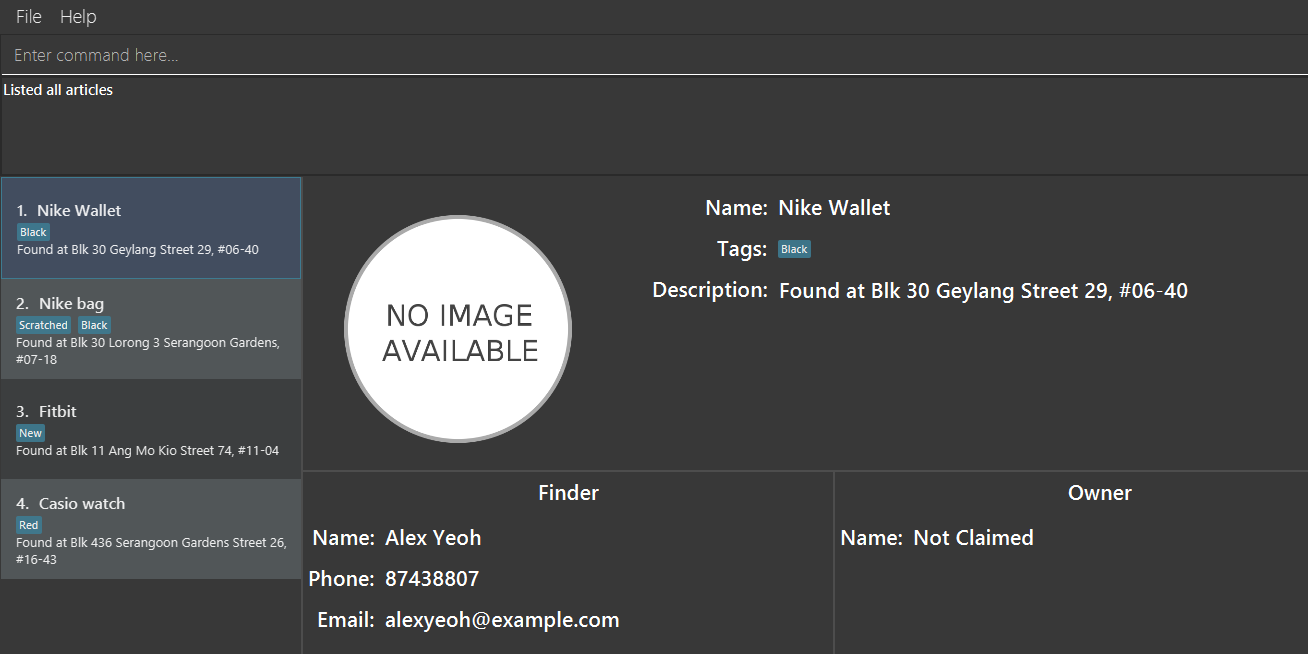 File Help
Enter command here...
Listed all articles
1. Nike Wallet
Black
Found at Blk 30 Geylang Street 29, #06-40
2. Nike bag
Scratched Black
Found at Blk 30 Lorong 3 Serangoon Gardens,
#07-18
3. Fitbit
New
Found at Blk 11 Ang Mo Kio Street 74, #11-04
4. Casio watch
Red
Found at Blk 436 Serangoon Gardens Street 26,
#16-43
NO IMAGE
AVAILABLE
Name: Nike Wallet
Tags: Black
Description: Found at Blk 30 Geylang Street 29, #06-40
Finder
Name: Alex Yeoh
Phone: 87438807
Email: alexyeoh@example.com
Owner
Name: Not Claimed